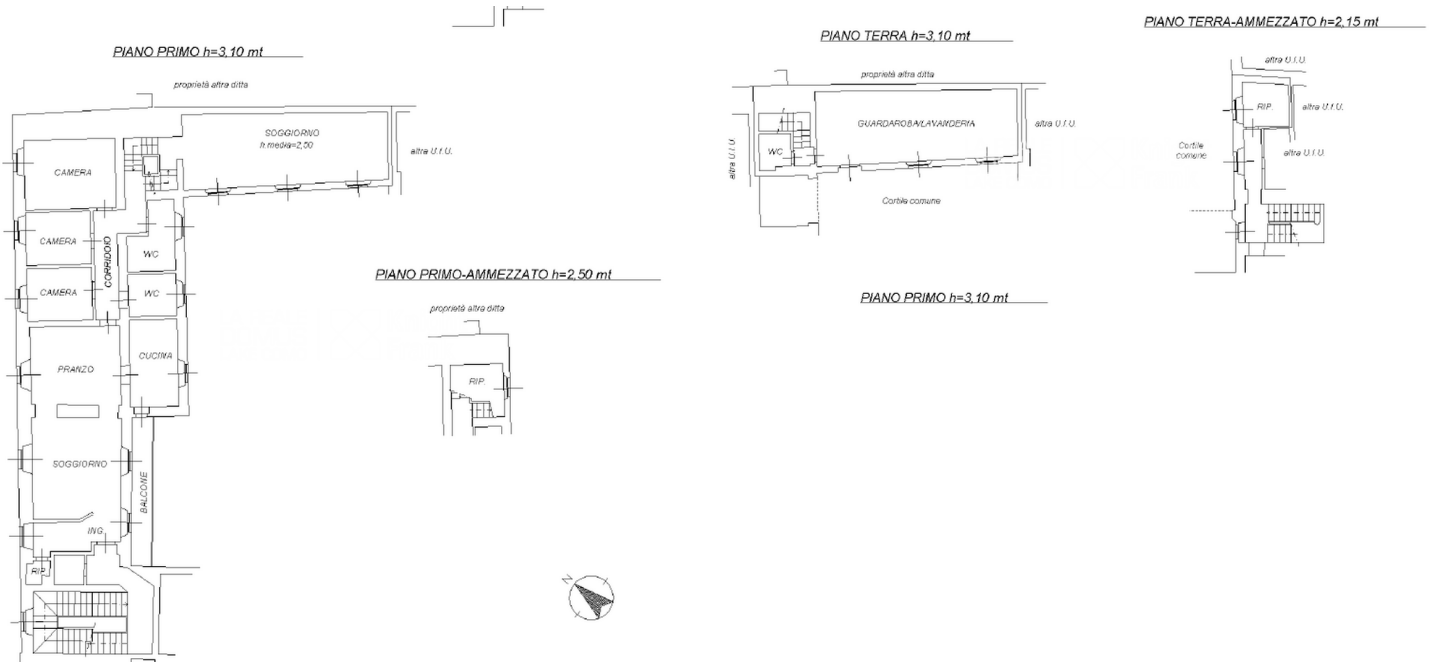 PIANO PRIMO h=3,10 mt
proprietà altra ditta
SOGGIORNO
h.media=2,50
altra U.I.U.
CAMERA
CAMERA
CORRIDOIO
WC
CAMERA
WC
PRANZO
CUCINA
SOGGIORNO
BALCONE
ING.
RIP.
PIANO PRIMO-AMMEZZATO h=2,50 mt
proprietà altra ditta
RIP.
N
PIANO TERRA h=3,10 mt
proprietà altra ditta
GUARDAROBA/LAVANDERIA
altra U.I.U.
WC
altra U.I.U.
Cortile comune
PIANO PRIMO h=3,10 mt
PIANO TERRA-AMMEZZATO h=2,15 mt
altra U.I.U.
RIP.
altra U.I.U.
Cortile
comune
altra U.I.U.